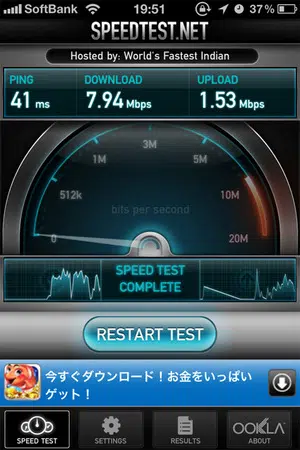 SoftBank 19:51 37%
SPEEDTEST.NET
Hosted by: World's Fastest Indian
PING DOWNLOAD UPLOAD
41 ms 7.94 Mbps 1.53 Mbps
3M
1M
512k 10M
bits per second
0 20M
SPEED TEST
COMPLETE
RESTART TEST
今すぐダウンロード！お金をいっぱい
ゲット！
OOKLA
SPEED TEST SETTINGS RESULTS ABOUT